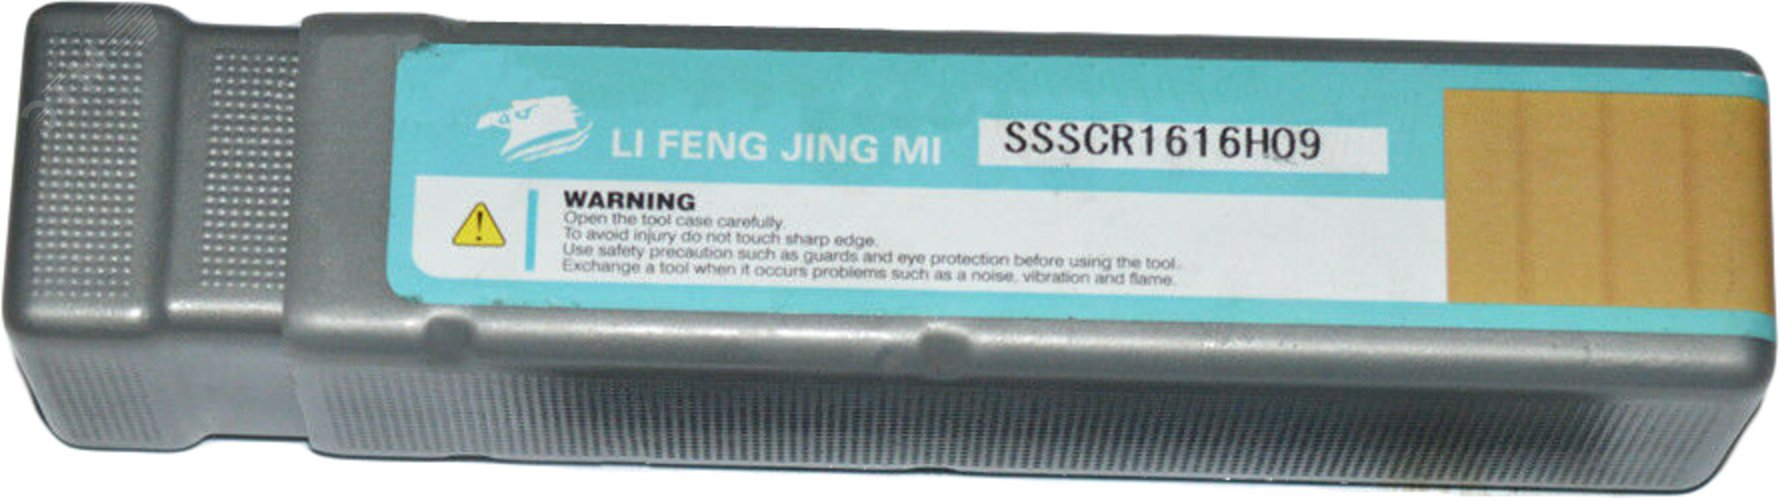 LI FENG JING MI
SSSCR1616H09
WARNING
Open the tool case carefully.
To avoid injury do not touch sharp edge.
Use safety precaution such as guards and eye protection before using the tool.
Exchange a tool when it occurs problems such as a noise, vibration and flame.